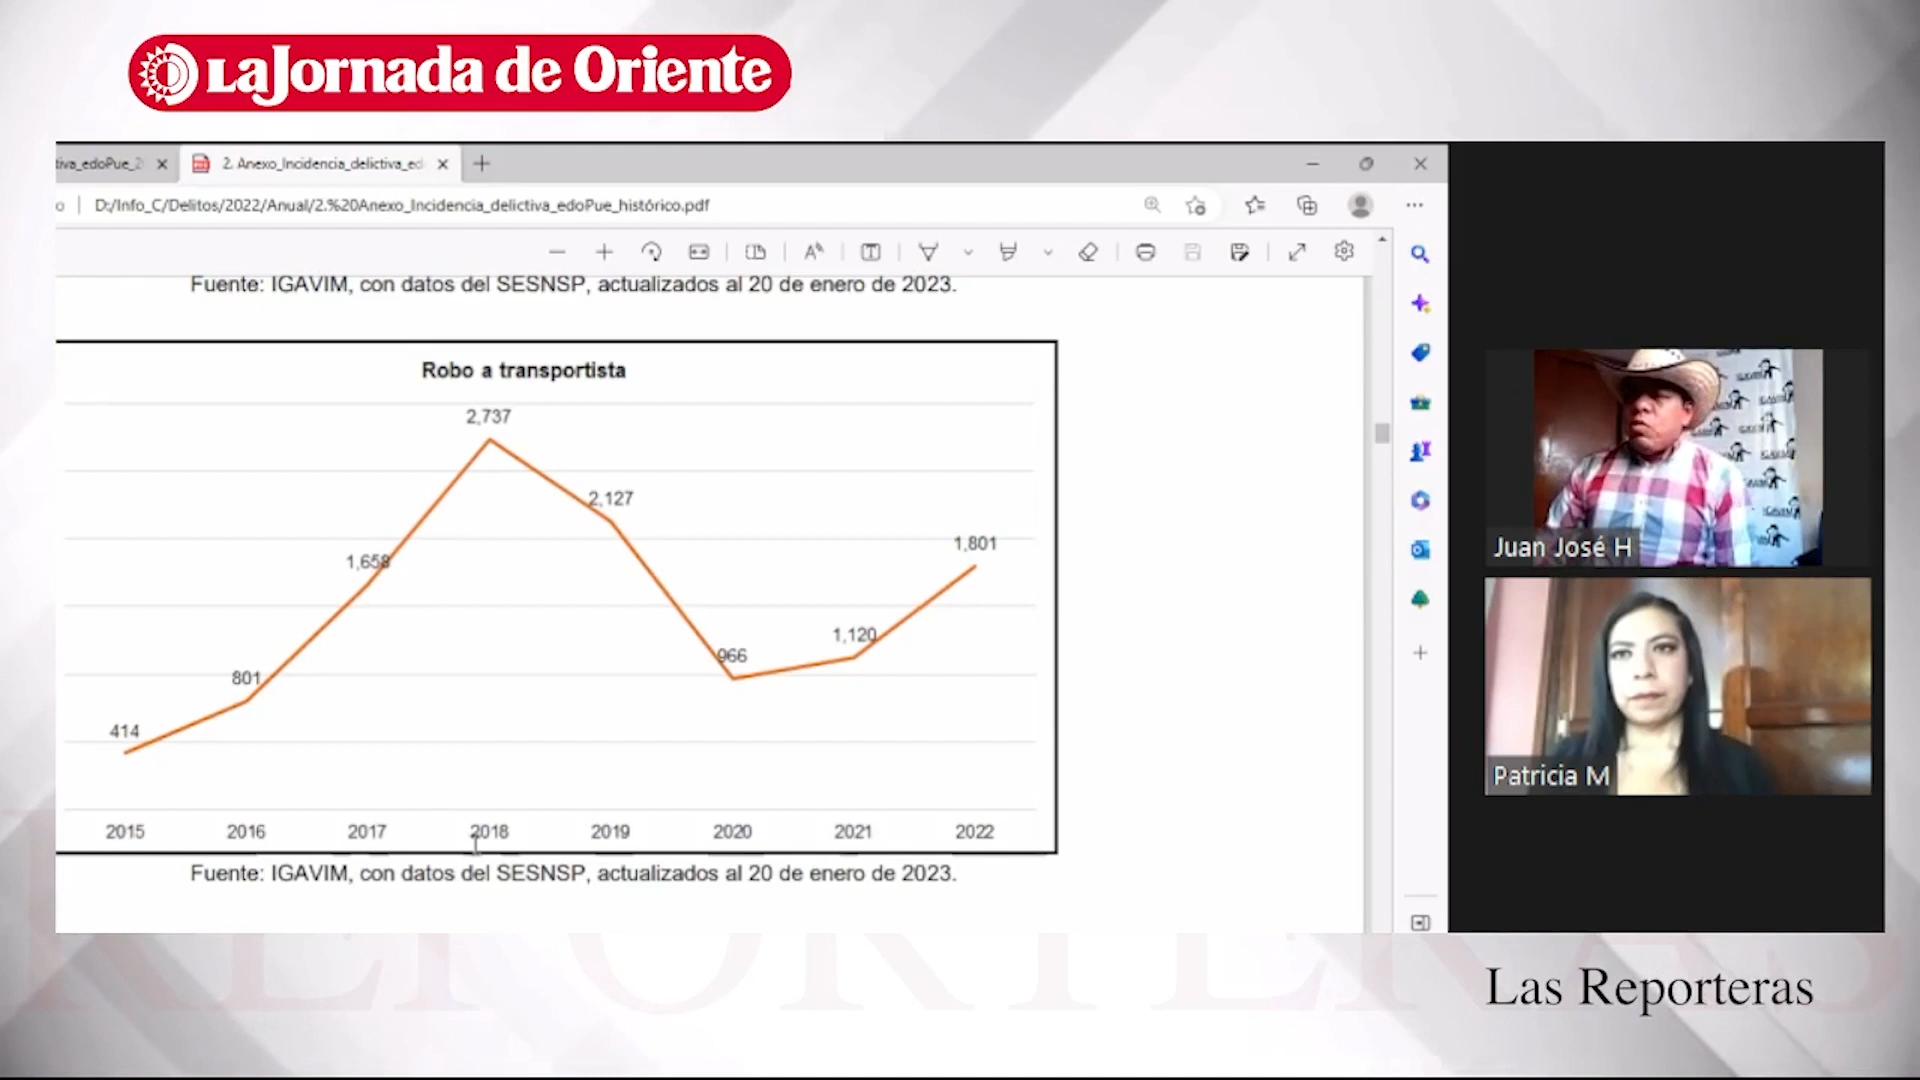 LaJornada de Oriente
tiva_edoPue_2
2. Anexo_Incidencia_delictiva_ed
D:/Info_C/Delitos/2022/Anual/2.%20Anexo_Incidencia_delictiva_edoPue_histórico.pdf
Fuente: IGAVIM, con datos del SESNSP, actualizados al 20 de enero de 2023.
Robo a transportista
2,737
2,127
1,801
1,658
1,120
966
801
414
2015 2016 2017 2018 2019 2020 2021 2022
Fuente: IGAVIM, con datos del SESNSP, actualizados al 20 de enero de 2023.
Juan José H
Patricia M
REPORTERAS
Las Reporteras